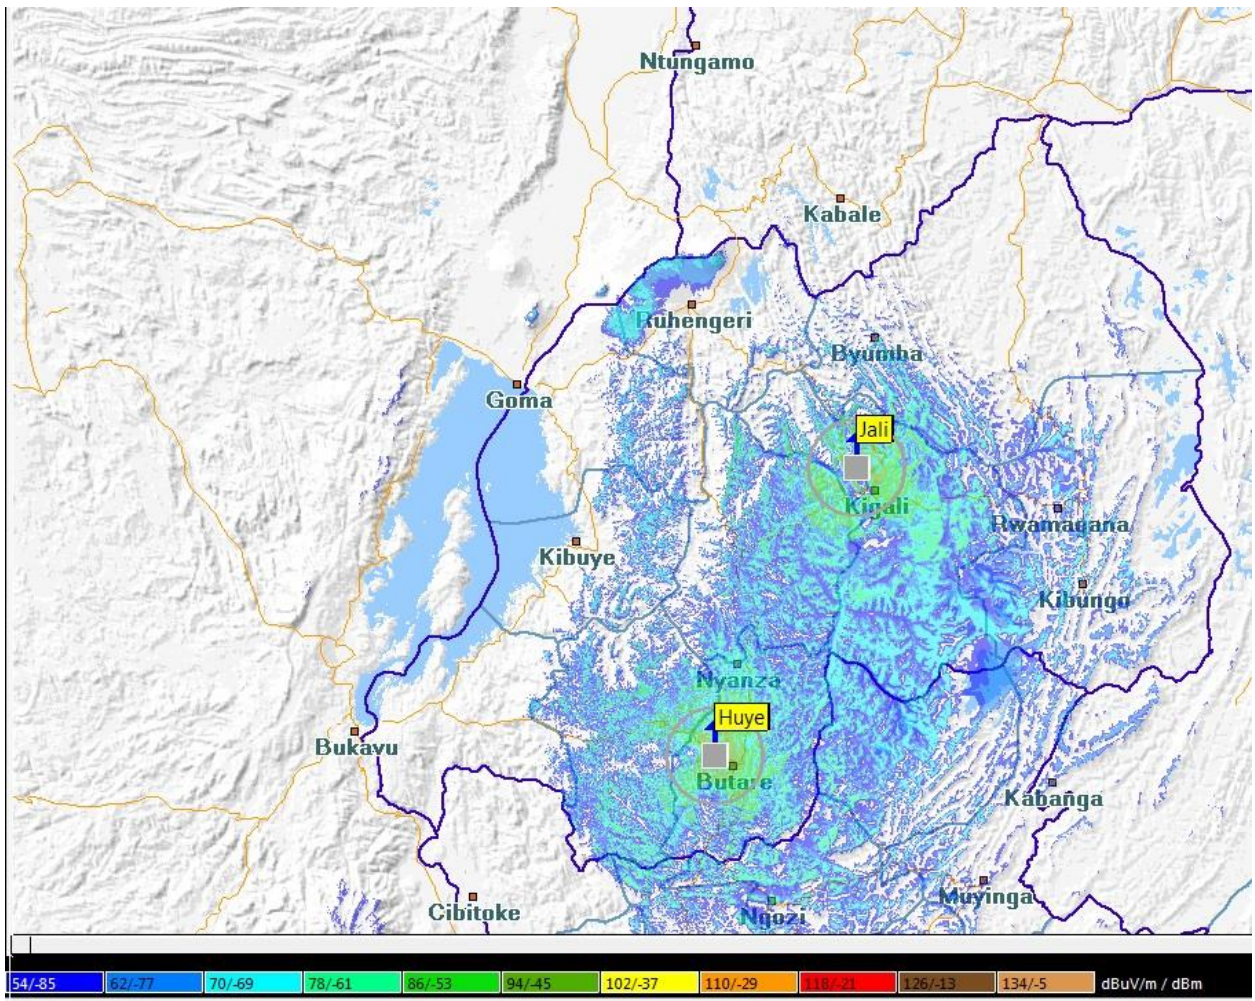 Ntungamo
Kabale
Ruhengeri
Byumba
Goma
Jali
Kigali
Rwamagana
Kibuye
Kibungo
Nyanza
Huye
Bukavu
Butare
Kabanga
Muyinga
Cibitoke
Ngozi
54/-85 62/-77 70/-69 78/-61 86/-53 94/-45 102/-37 110/-29 118/-21 126/-13 134/-5 dBuV/m / dBm